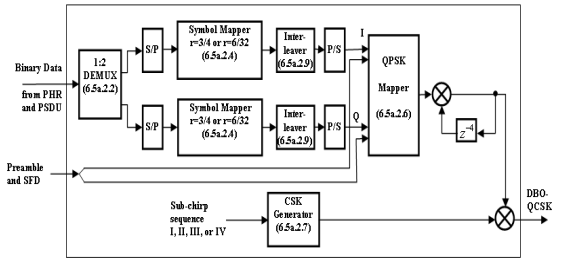 Binary Data
from PHR
and PSDU
1:2
DEMUX
(6.5a.2.2)
S/P
Symbol Mapper
r=3/4 or r=6/32
(6.5a.2.4)
Inter-
leaver
(6.5a.2.9)
P/S
I
S/P
Symbol Mapper
r=3/4 or r=6/32
(6.5a.2.4)
Inter-
leaver
(6.5a.2.9)
P/S
Q
QPSK
Mapper
(6.5a.2.6)
z⁻⁴
Preamble
and SFD
Sub-chirp
sequence
I, II, III, or IV
CSK
Generator
(6.5a.2.7)
DBO-
QCSK